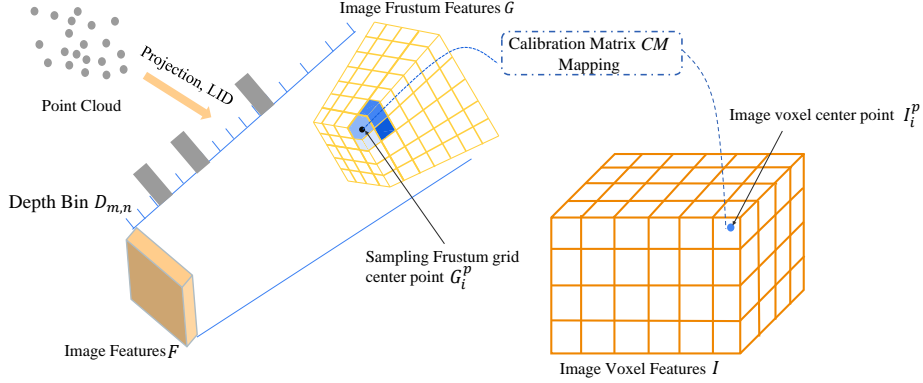 Image Frustum Features G
Projection, LID
Point Cloud
Calibration Matrix CM
Mapping
Image voxel center point I_i^p
Depth Bin D_{m,n}
Sampling Frustum grid
center point G_i^p
Image Features F
Image Voxel Features I